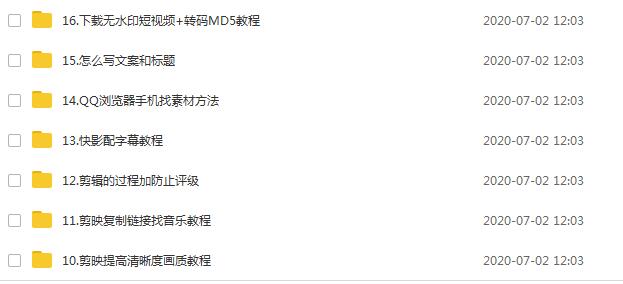 16.下载无水印短视频+转码MD5教程 2020-07-02 12:03
15.怎么写文案和标题 2020-07-02 12:03
14.QQ浏览器手机找素材方法 2020-07-02 12:03
13.快影配字幕教程 2020-07-02 12:03
12.剪辑的过程加防止评级 2020-07-02 12:03
11.剪映复制链接找音乐教程 2020-07-02 12:03
10.剪映提高清晰度画质教程 2020-07-02 12:03